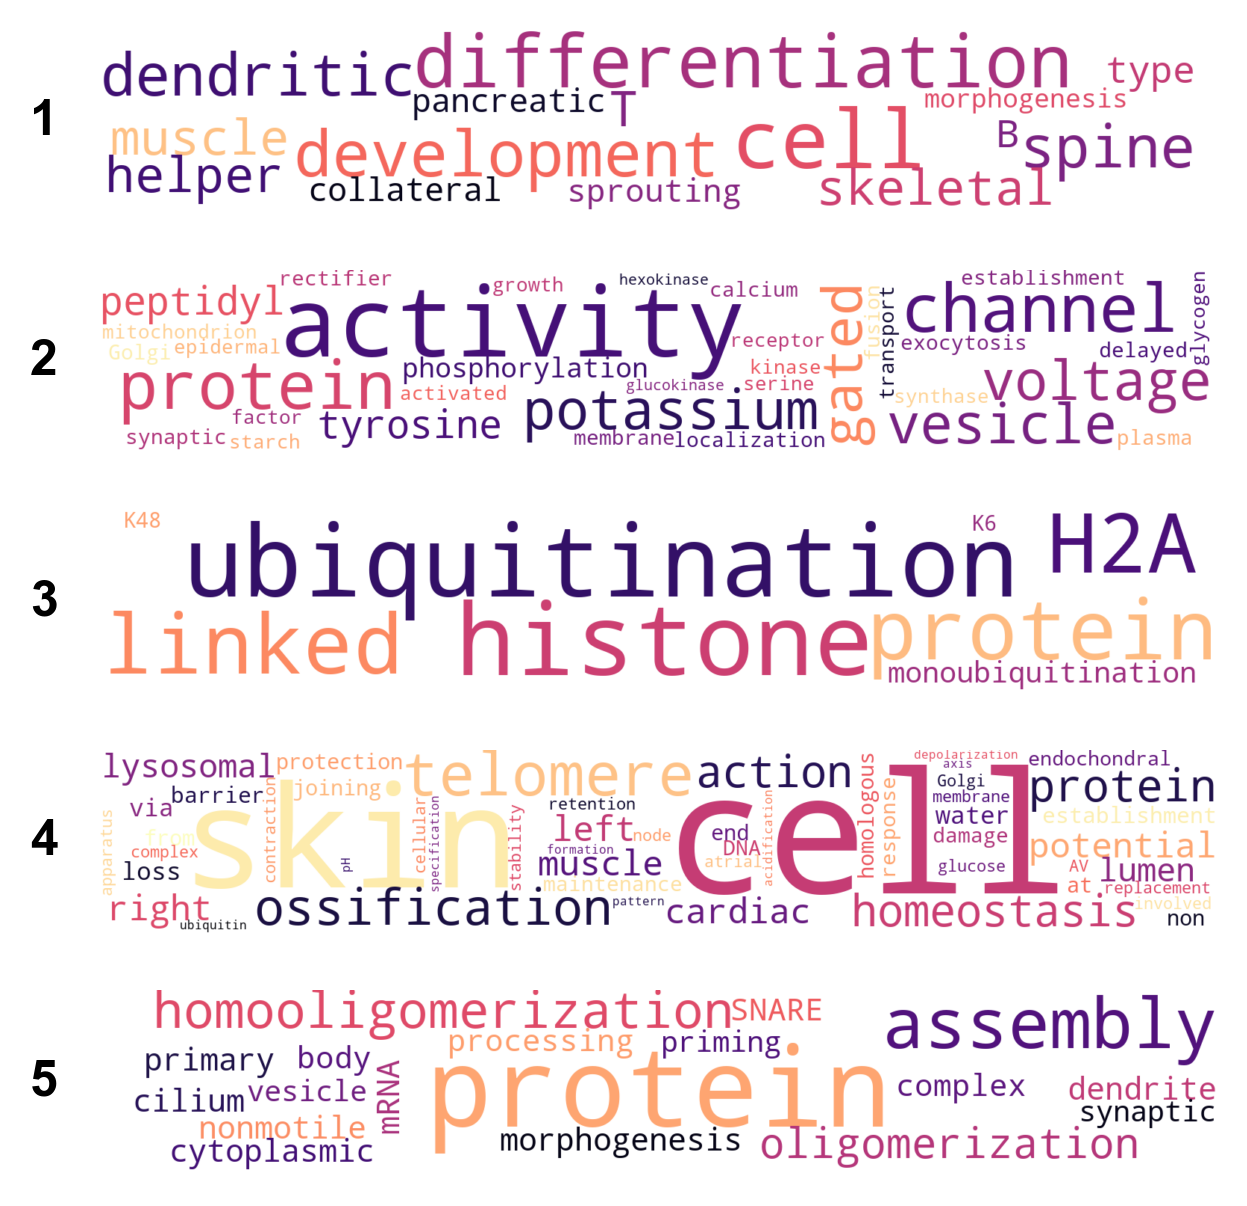 1
dendritic
differentiation
type
pancreatic
T
morphogenesis
muscle
development
cell
B
spine
helper
collateral
sprouting
skeletal
2
rectifier
growth
hexokinase
calcium
establishment
glycogen
peptidyl
activity
gated
fusion
transport
channel
mitochondrion
Golgi
epidermal
receptor
exocytosis
delayed
protein
phosphorylation
kinase
voltage
activated
glucokinase
serine
synthase
factor
tyrosine
potassium
vesicle
synaptic
starch
membrane
localization
plasma
3
K48
ubiquitination
K6
H2A
linked
histone
protein
monoubiquitination
4
lysosomal
protection
telomere
action
homologous
depolarization
axis
endochondral
barrier
joining
skin
cell
Golgi
protein
via
contraction
cellular
specification
stability
retention
acidification
response
membrane
apparatus
from
left
node
end
water
establishment
complex
formation
DNA
damage
potential
loss
pH
muscle
atrial
glucose
AV
lumen
maintenance
at
replacement
right
ossification
pattern
cardiac
homeostasis
involved
ubiquitin
non
5
homooligomerization
SNARE
assembly
primary
body
processing
priming
mRNA
protein
complex
dendrite
cilium
vesicle
synaptic
nonmotile
cytoplasmic
morphogenesis
oligomerization